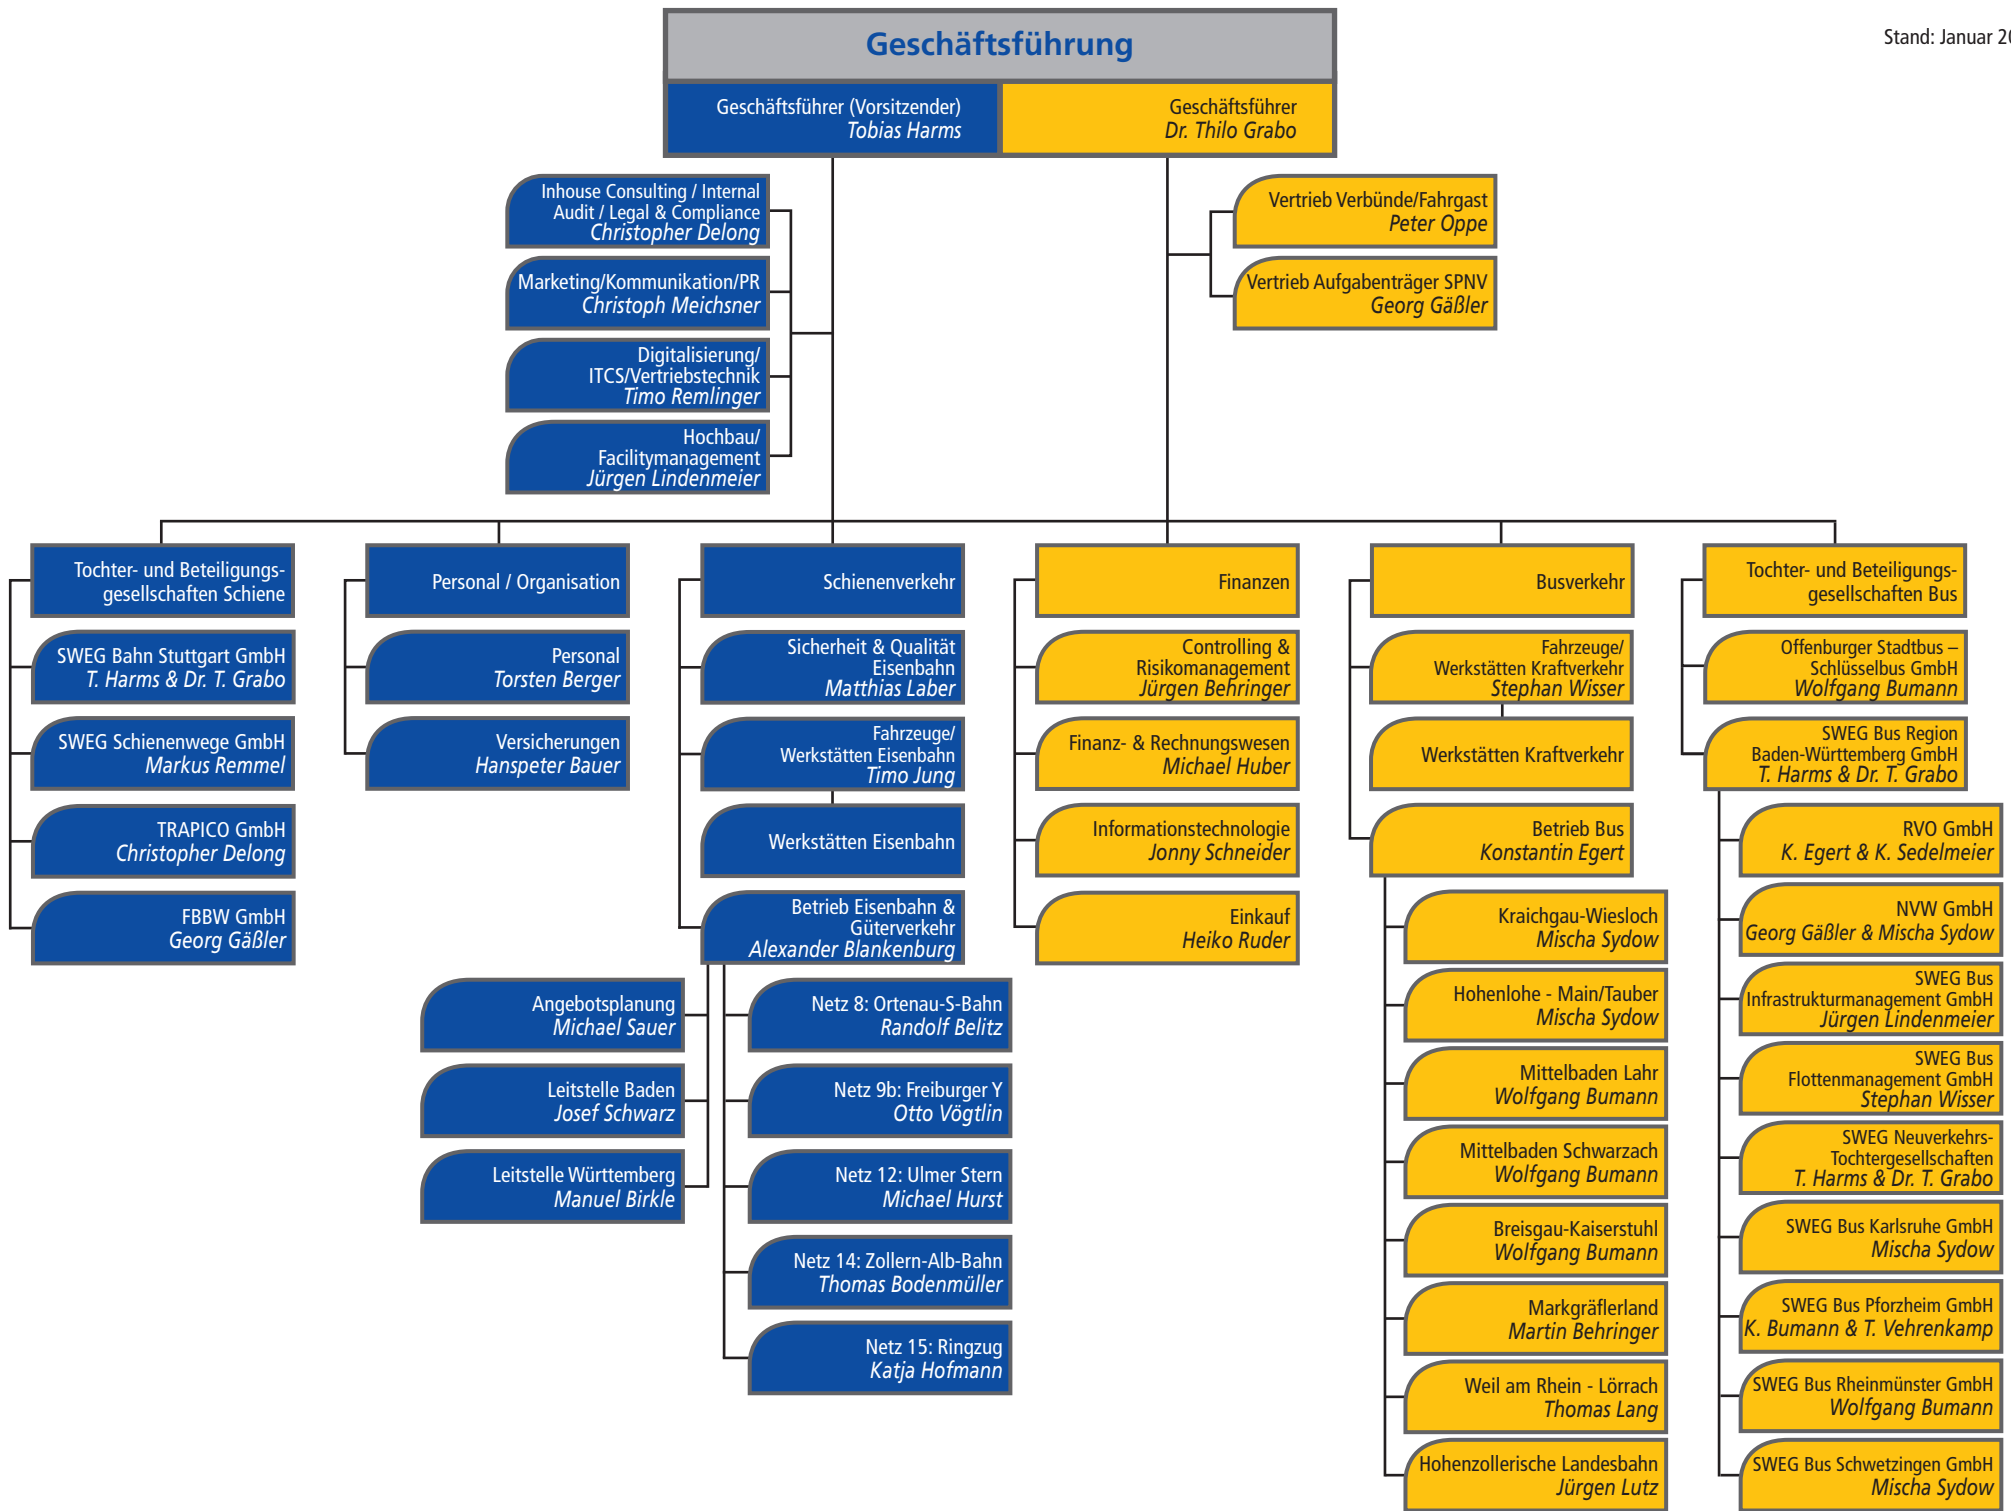 Stand: Januar
Geschäftsführung
Geschäftsführer (Vorsitzender)
Tobias Harms
Geschäftsführer
Dr. Thilo Grabo
Inhouse Consulting / Internal
Audit / Legal & Compliance
Christopher Delong
Marketing/Kommunikation/PR
Christoph Meichsner
Digitalisierung/
ITCS/Vertriebstechnik
Timo Remlinger
Hochbau/
Facilitymanagement
Jürgen Lindenmeier
Vertrieb Verbünde/Fahrgast
Peter Oppe
Vertrieb Aufgabenträger SPNV
Georg Gäßler
Tochter- und Beteiligungs-
gesellschaften Schiene
SWEG Bahn Stuttgart GmbH
T. Harms & Dr. T. Grabo
SWEG Schienenwege GmbH
Markus Remmel
TRAPICO GmbH
Christopher Delong
FBBW GmbH
Georg Gäßler
Personal / Organisation
Personal
Torsten Berger
Versicherungen
Hanspeter Bauer
Schienenverkehr
Sicherheit & Qualität
Eisenbahn
Matthias Laber
Fahrzeuge/
Werkstätten Eisenbahn
Timo Jung
Werkstätten Eisenbahn
Betrieb Eisenbahn &
Güterverkehr
Alexander Blankenburg
Angebotsplanung
Michael Sauer
Leitstelle Baden
Josef Schwarz
Leitstelle Württemberg
Manuel Birkle
Netz 8: Ortenau-S-Bahn
Randolf Belitz
Netz 9b: Freiburger Y
Otto Vögtlin
Netz 12: Ulmer Stern
Michael Hurst
Netz 14: Zollern-Alb-Bahn
Thomas Bodenmüller
Netz 15: Ringzug
Katja Hofmann
Finanzen
Controlling &
Risikomanagement
Jürgen Behringer
Finanz- & Rechnungswesen
Michael Huber
Informationstechnologie
Jonny Schneider
Einkauf
Heiko Ruder
Busverkehr
Fahrzeuge/
Werkstätten Kraftverkehr
Stephan Wisser
Werkstätten Kraftverkehr
Betrieb Bus
Konstantin Egert
Kraichgau-Wiesloch
Mischa Sydow
Hohenlohe - Main/Tauber
Mischa Sydow
Mittelbaden Lahr
Wolfgang Bumann
Mittelbaden Schwarzach
Wolfgang Bumann
Breisgau-Kaiserstuhl
Wolfgang Bumann
Markgräflerland
Martin Behringer
Weil am Rhein - Lörrach
Thomas Lang
Hohenzollerische Landesbahn
Jürgen Lutz
Tochter- und Beteiligungs-
gesellschaften Bus
Offenburger Stadtbus –
Schlüsselbus GmbH
Wolfgang Bumann
SWEG Bus Region
Baden-Württemberg GmbH
T. Harms & Dr. T. Grabo
RVO GmbH
K. Egert & K. Sedelmeier
NVW GmbH
Georg Gäßler & Mischa Sydow
SWEG Bus
Infrastrukturmanagement GmbH
Jürgen Lindenmeier
SWEG Bus
Flottenmanagement GmbH
Stephan Wisser
SWEG Neuverkehrs-
Tochtergesellschaften
T. Harms & Dr. T. Grabo
SWEG Bus Karlsruhe GmbH
Mischa Sydow
SWEG Bus Pforzheim GmbH
K. Bumann & T. Vehrenkamp
SWEG Bus Rheinmünster GmbH
Wolfgang Bumann
SWEG Bus Schwetzingen GmbH
Mischa Sydow